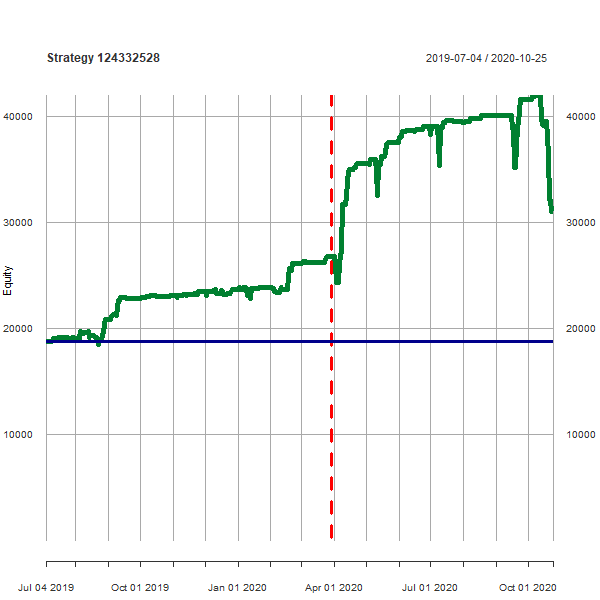 Strategy 124332528
2019-07-04 / 2020-10-25
40000
40000
30000
30000
Equity
20000
20000
10000
10000
Jul 04 2019
Oct 01 2019
Jan 01 2020
Apr 01 2020
Jul 01 2020
Oct 01 2020